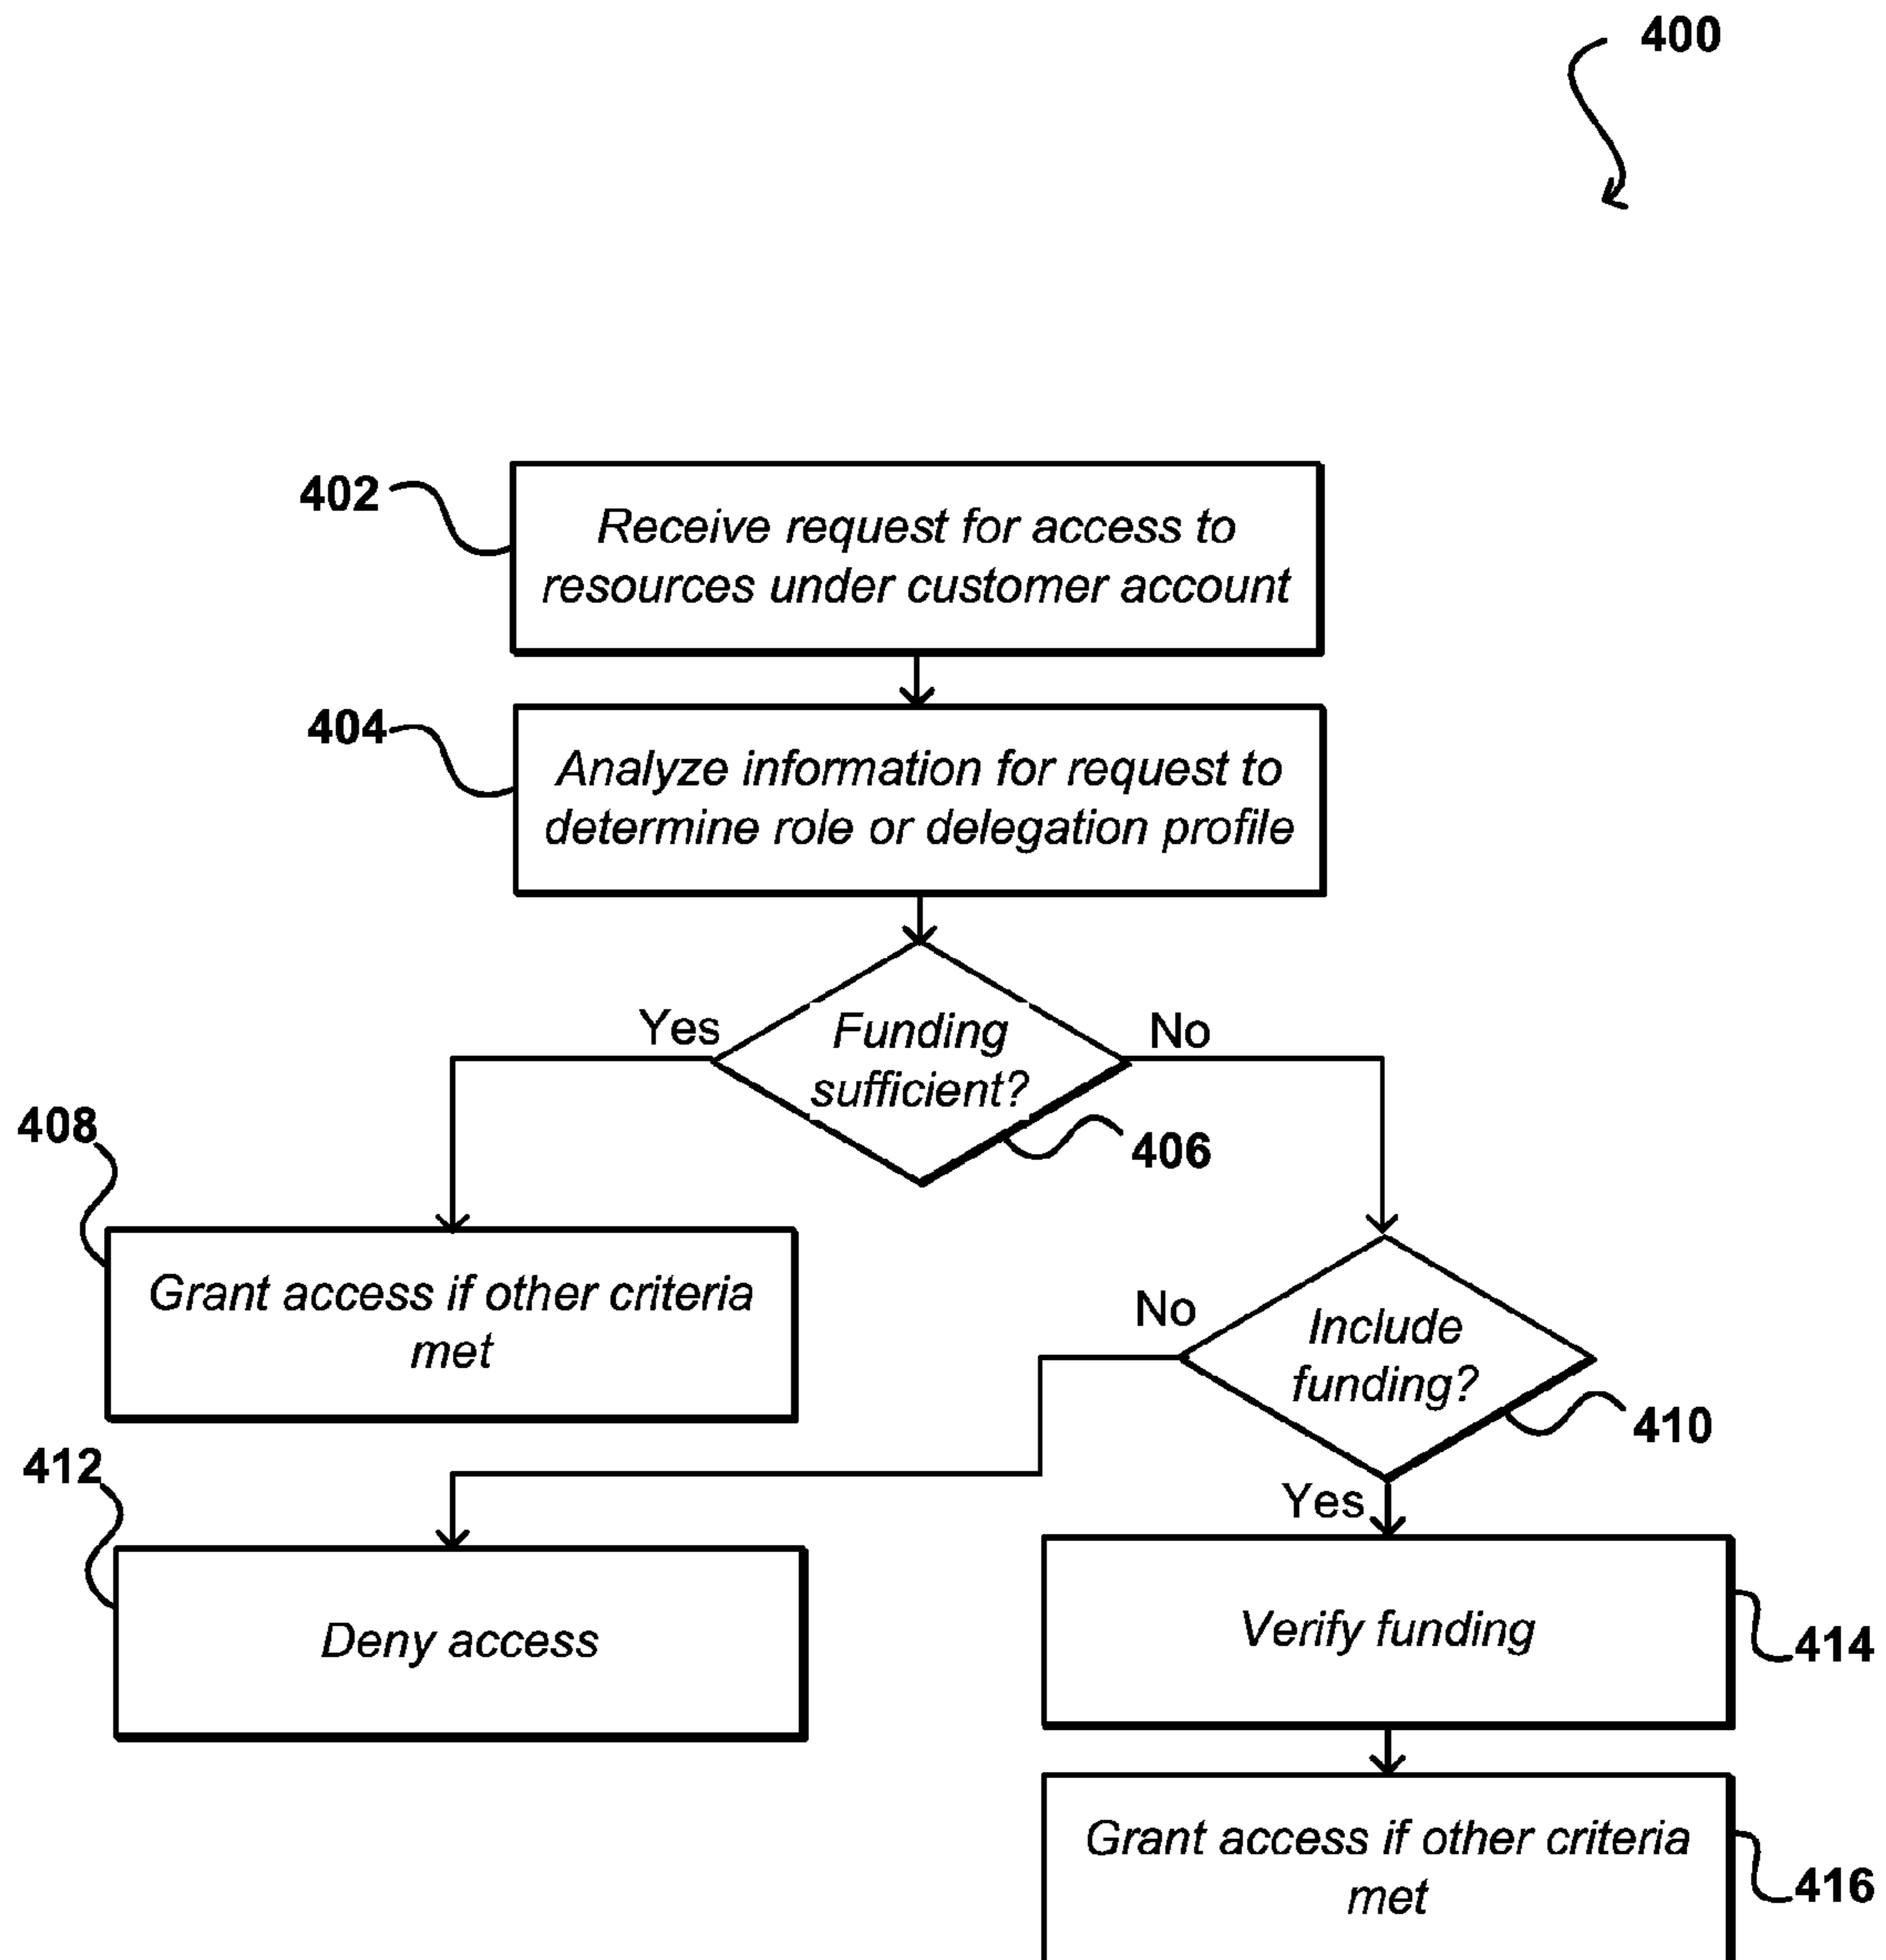 400
402
Receive request for access to
resources under customer account
404
Analyze information for request to
determine role or delegation profile
Yes
Funding
sufficient?
No
406
408
Grant access if other criteria
met
No
Include
funding?
410
412
Yes
Deny access
Verify funding
414
Grant access if other criteria
met
416